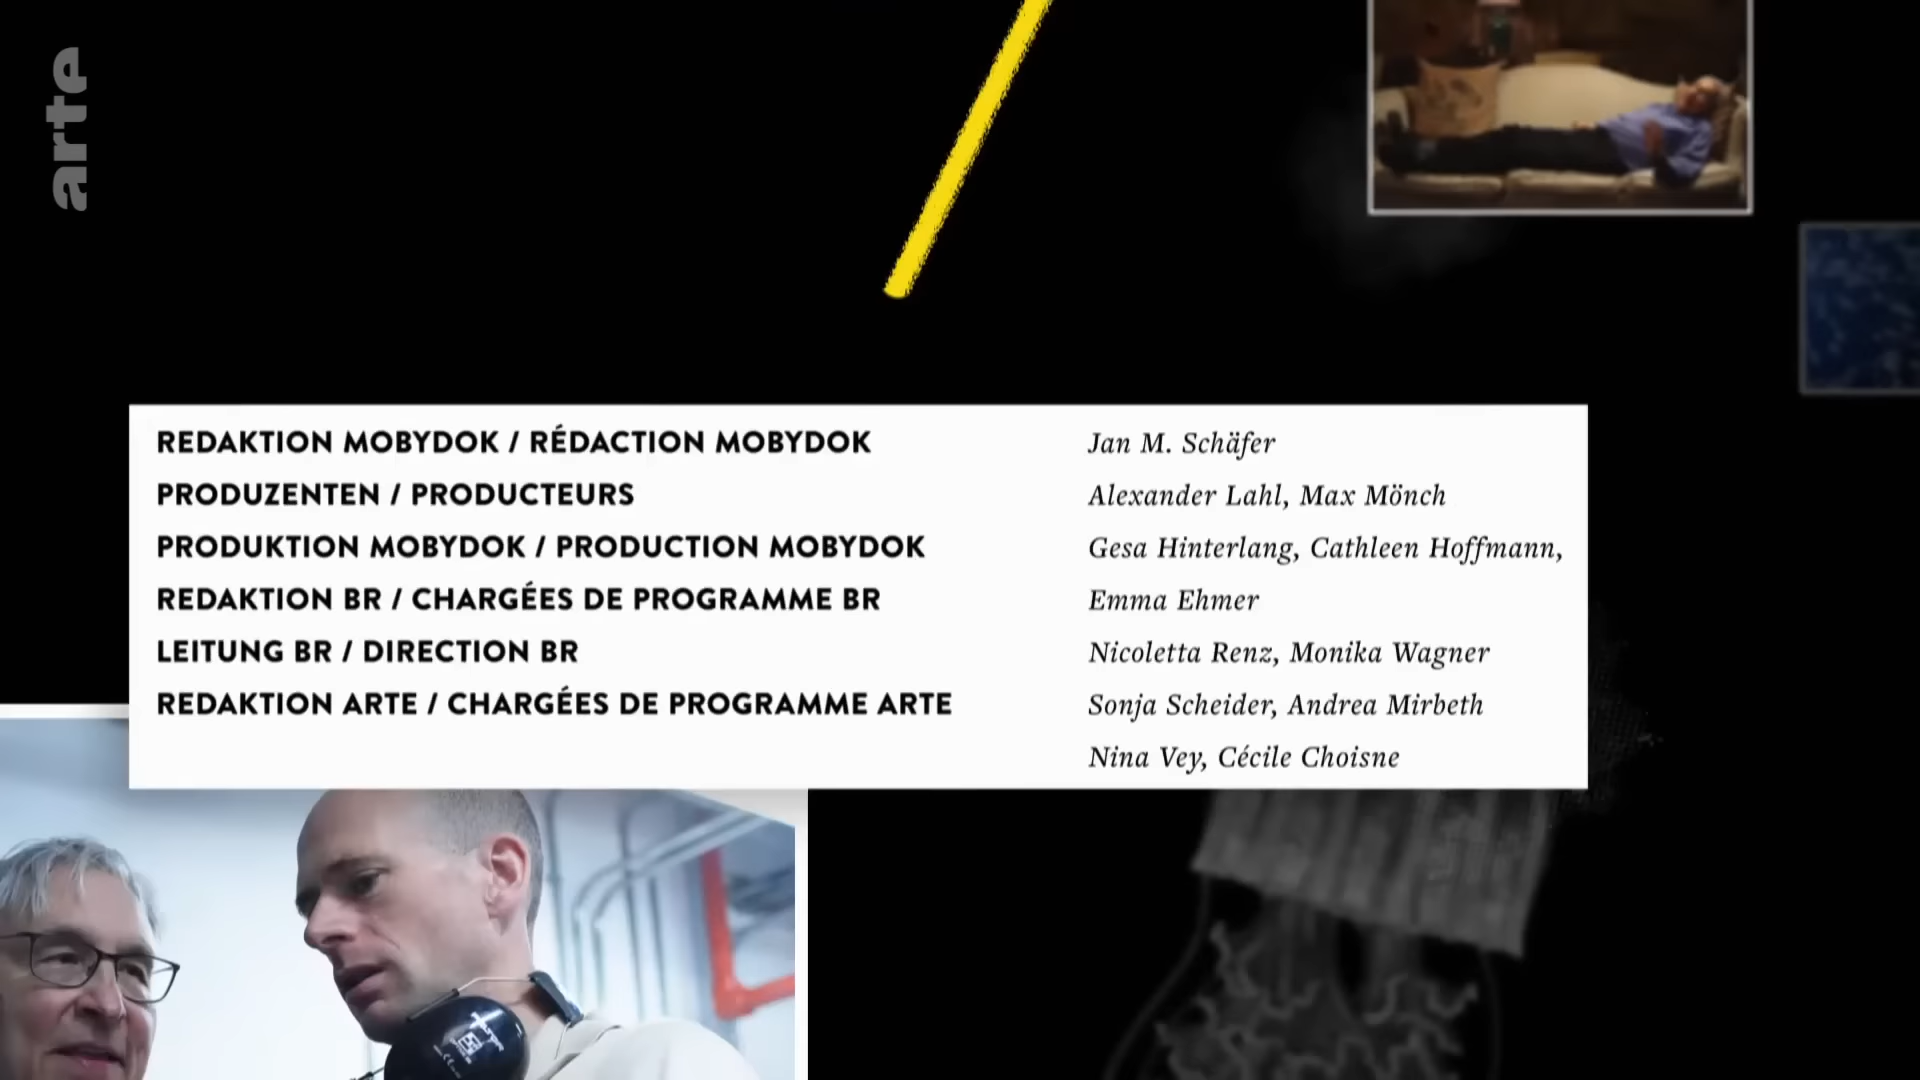 arte
REDAKTION MOBYDOK / RÉDACTION MOBYDOK Jan M. Schäfer
PRODUZENTEN / PRODUCTEURS Alexander Lahl, Max Mönch
PRODUKTION MOBYDOK / PRODUCTION MOBYDOK Gesa Hinterlang, Cathleen Hoffmann,
REDAKTION BR / CHARGÉES DE PROGRAMME BR Emma Ehmer
LEITUNG BR / DIRECTION BR Nicoletta Renz, Monika Wagner
REDAKTION ARTE / CHARGÉES DE PROGRAMME ARTE Sonja Scheider, Andrea Mirbeth
Nina Vey, Cécile Choisne